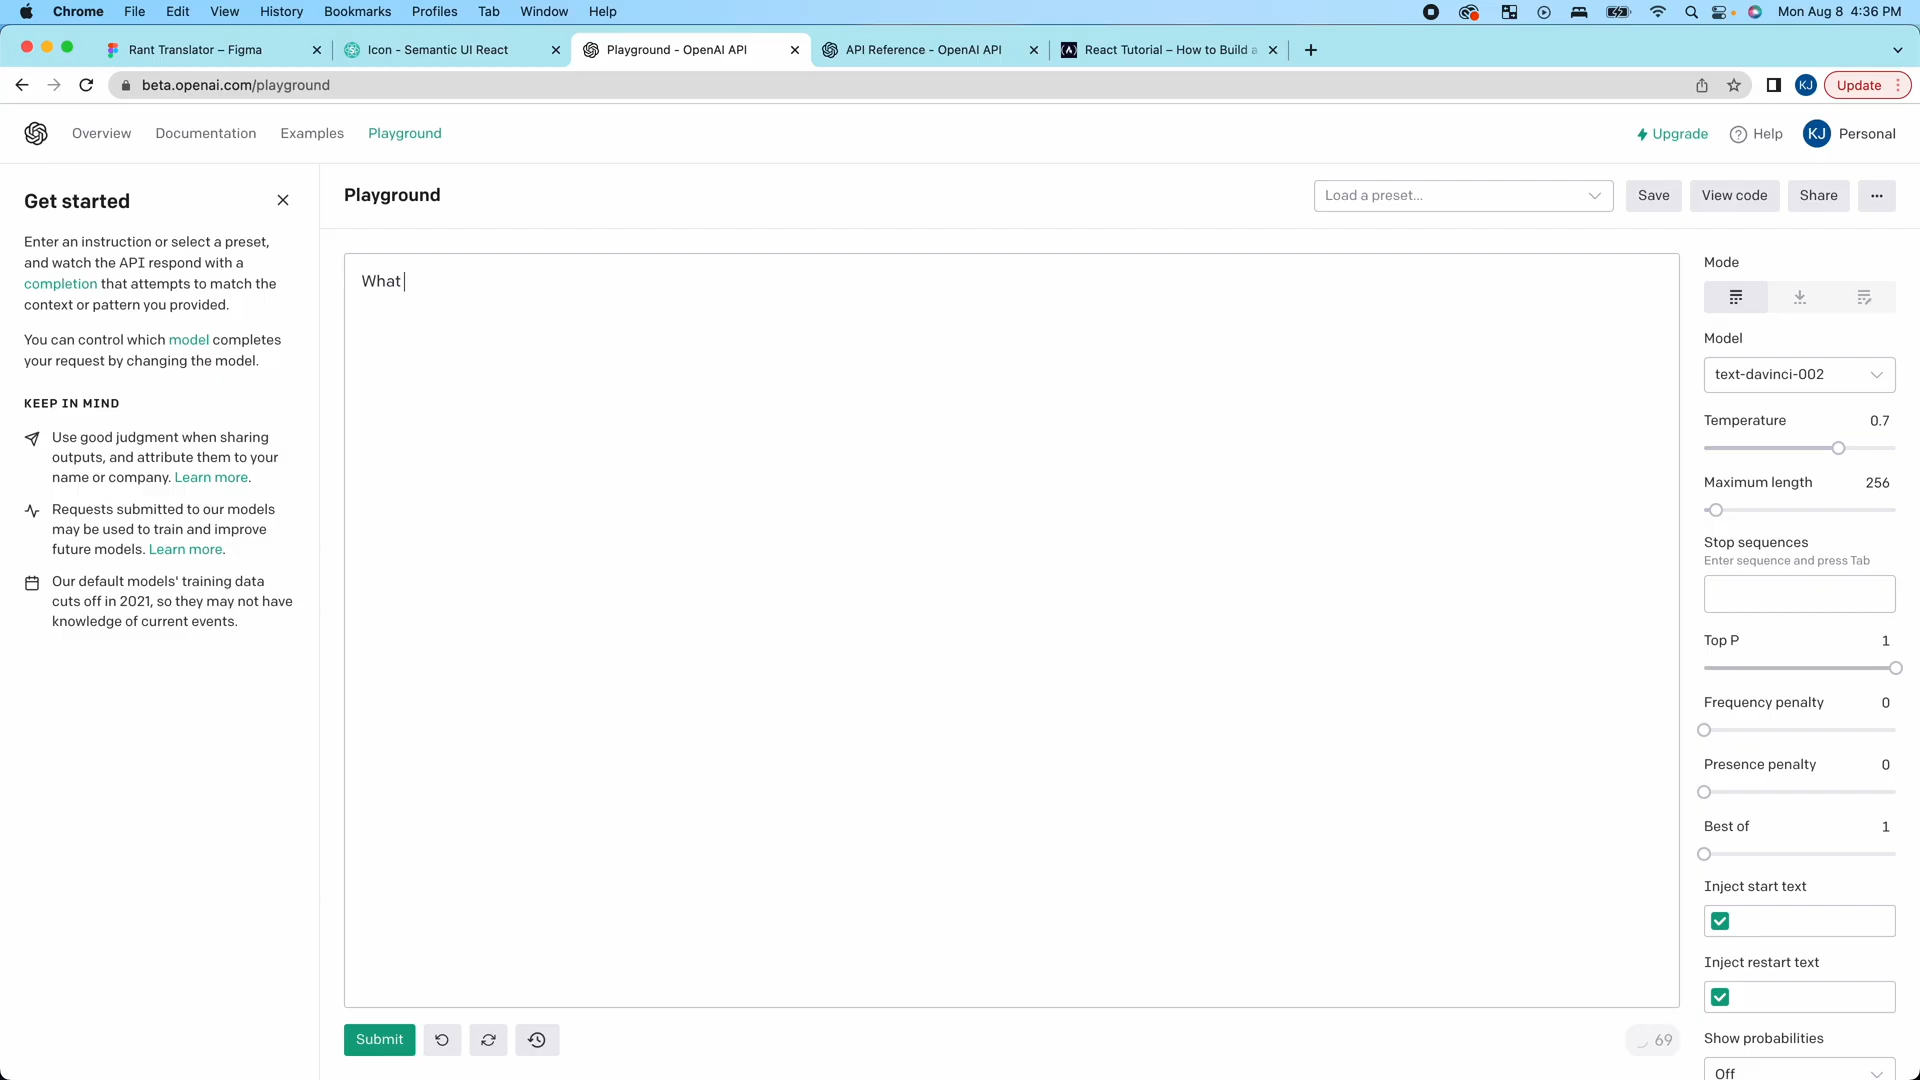 Chrome File Edit View History Bookmarks Profiles Tab Window Help Mon Aug 8 4:36 PM
Rant Translator – Figma
Icon - Semantic UI React
Playground - OpenAI API
API Reference - OpenAI API
React Tutorial – How to Build a
beta.openai.com/playground
KJ
Update
Overview Documentation Examples Playground
Upgrade Help KJ Personal
Get started
Enter an instruction or select a preset,
and watch the API respond with a
completion that attempts to match the
context or pattern you provided.
You can control which model completes
your request by changing the model.
KEEP IN MIND
Use good judgment when sharing
outputs, and attribute them to your
name or company. Learn more.
Requests submitted to our models
may be used to train and improve
future models. Learn more.
Our default models' training data
cuts off in 2021, so they may not have
knowledge of current events.
Playground
Load a preset...
Save
View code
Share
...
What
Submit
69
Mode
Model
text-davinci-002
Temperature 0.7
Maximum length 256
Stop sequences
Enter sequence and press Tab
Top P 1
Frequency penalty 0
Presence penalty 0
Best of 1
Inject start text
Inject restart text
Show probabilities
Off